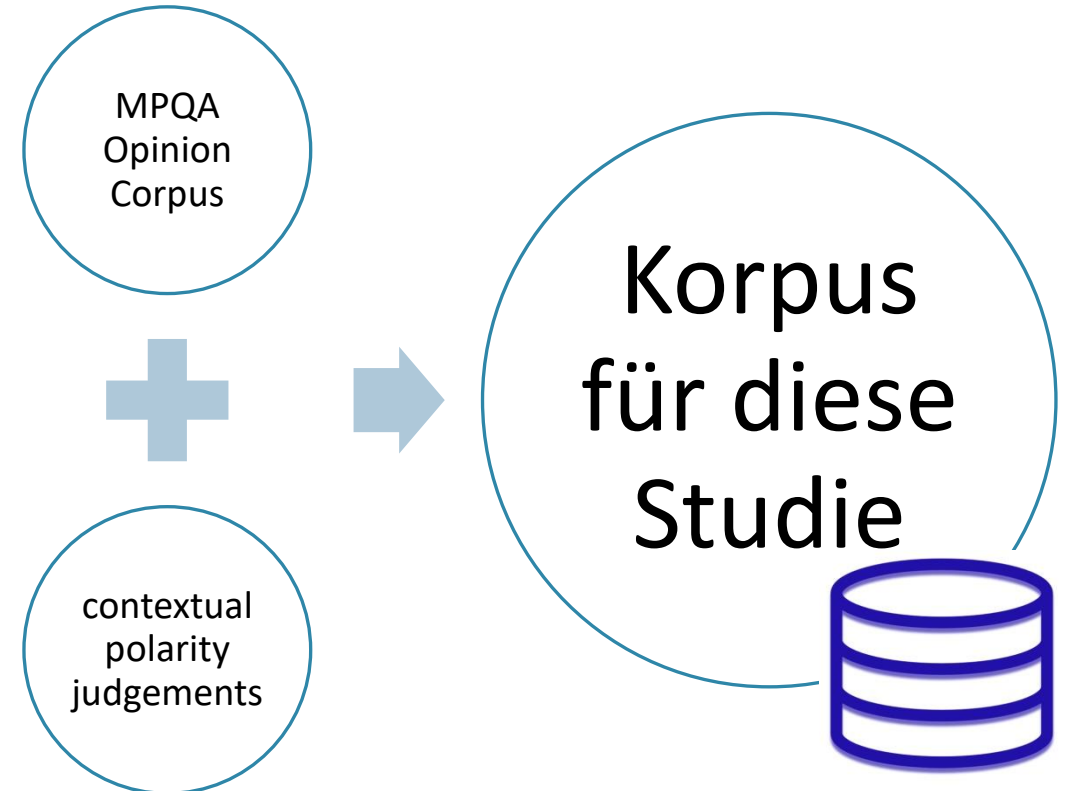 MPQA
Opinion
Corpus
contextual
polarity
judgements
Korpus
für diese
Studie